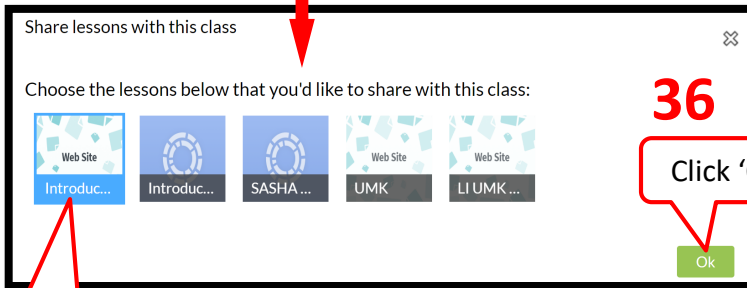 Share lessons with this class
Choose the lessons below that you'd like to share with this class:
36
Web Site
Introduc...
Introduc...
SASHA ...
Web Site
UMK
Web Site
LI UMK ...
Click '
Ok